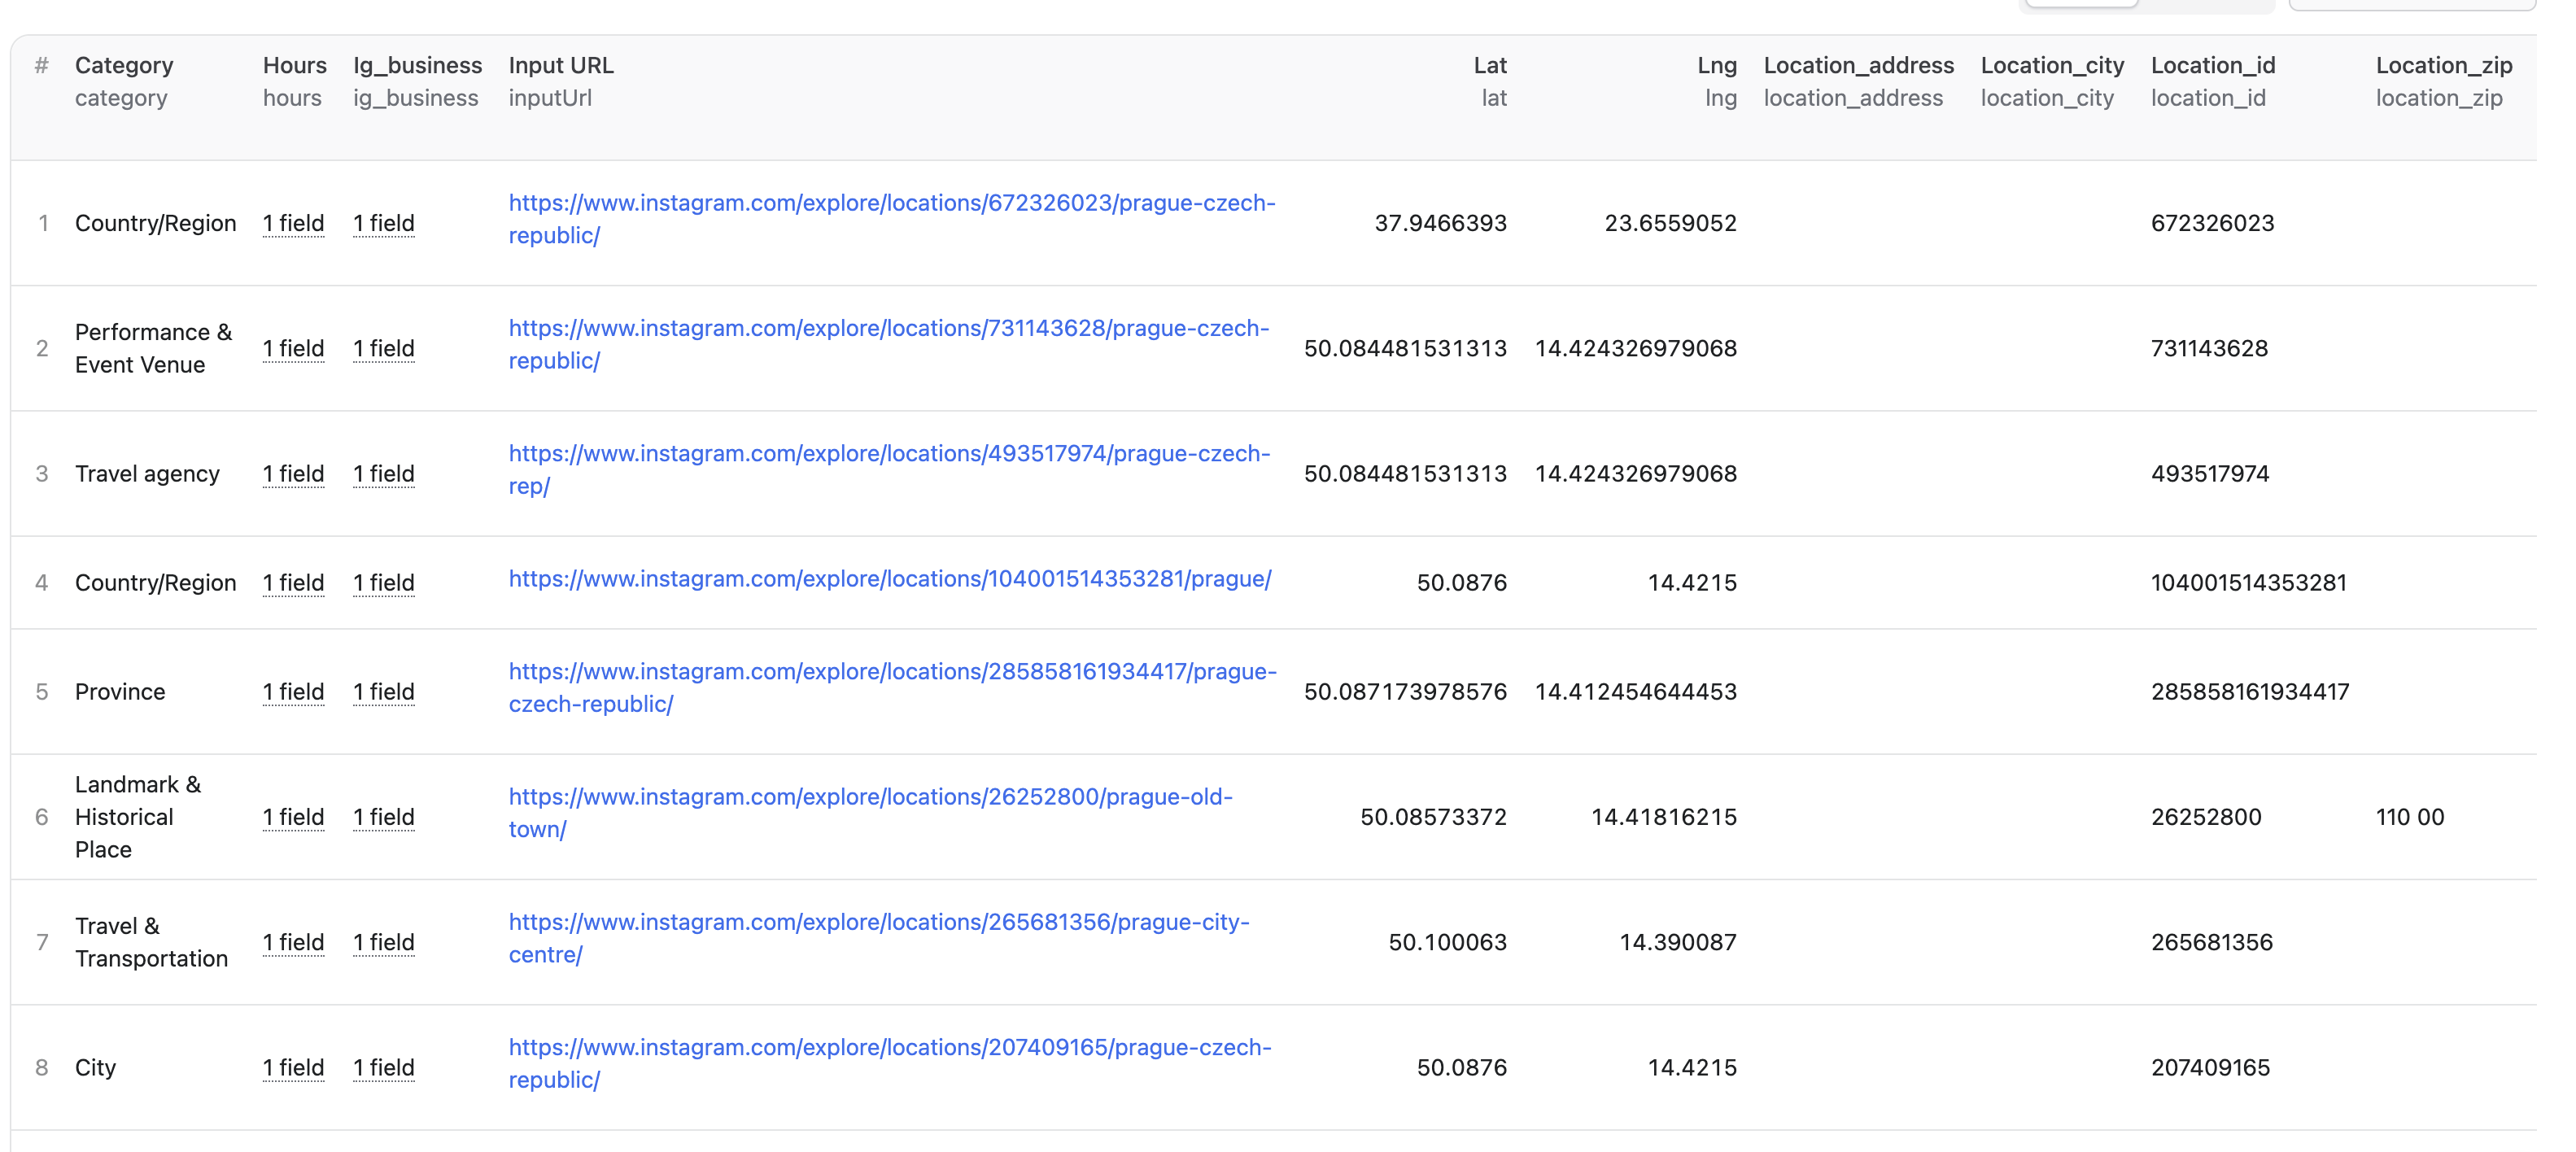 # Category Hours Ig_business Input URL Lat Lng Location_address Location_city Location_id Location_zip
category hours ig_business inputUrl lat lng location_address location_city location_id location_zip
https://www.instagram.com/explore/locations/672326023/prague-czech-
1 Country/Region 1 field 1 field 37.9466393 23.6559052 672326023
republic/
Performance & https://www.instagram.com/explore/locations/731143628/prague-czech-
2 1 field 1 field 50.084481531313 14.424326979068 731143628
Event Venue republic/
https://www.instagram.com/explore/locations/493517974/prague-czech-
3 Travel agency 1 field 1 field 50.084481531313 14.424326979068 493517974
rep/
4 Country/Region 1 field 1 field https://www.instagram.com/explore/locations/104001514353281/prague/ 50.0876 14.4215 104001514353281
https://www.instagram.com/explore/locations/285858161934417/prague-
5 Province 1 field 1 field 50.087173978576 14.412454644453 285858161934417
czech-republic/
Landmark & https://www.instagram.com/explore/locations/26252800/prague-old-
6 Historical 1 field 1 field 50.08573372 14.41816215 26252800 110 00
Place town/
Travel & https://www.instagram.com/explore/locations/265681356/prague-city-
7 1 field 1 field 50.100063 14.390087 265681356
Transportation centre/
https://www.instagram.com/explore/locations/207409165/prague-czech-
8 City 1 field 1 field 50.0876 14.4215 207409165
republic/